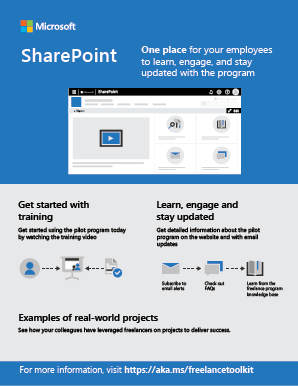 Microsoft
SharePoint
One place for your employees
to learn, engage, and stay
updated with the program
SharePoint
Get started with
training
Get started using the pilot program today
by watching the training video
Learn, engage and
stay updated
Get detailed information about the pilot
program on the website and with email
updates
Subscribe to
email alerts
Check out
FAQs
Learn from the
freelance program
knowledge base
Examples of real-world projects
See how your colleagues have leveraged freelancers on projects to deliver success.
For more information, visit https://aka.ms/freelancetoolkit